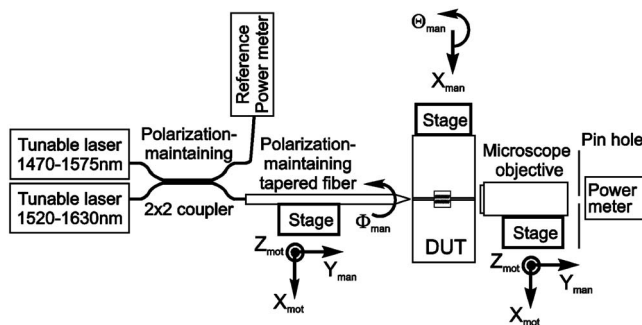 Θman
Xman
Reference
Power meter
Stage
Tunable laser
1470-1575nm
Polarization-
maintaining
Polarization-
maintaining
tapered fiber
Microscope
objective
Pin hole
Tunable laser
1520-1630nm
2x2 coupler
Stage
Φman
DUT
Stage
Power
meter
Zmot
Yman
Xmot
Zmot
Yman
Xmot